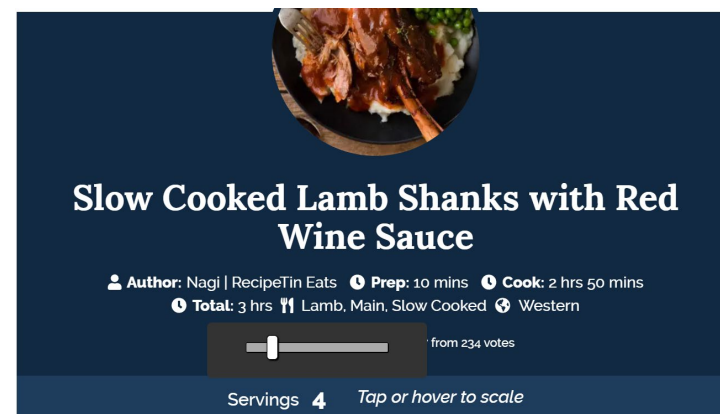 Slow Cooked Lamb Shanks with Red
Wine Sauce
Author: Nagi | RecipeTin Eats Prep: 10 mins Cook: 2 hrs 50 mins
Total: 3 hrs Lamb, Main, Slow Cooked Western
from 234 votes
Servings 4 Tap or hover to scale